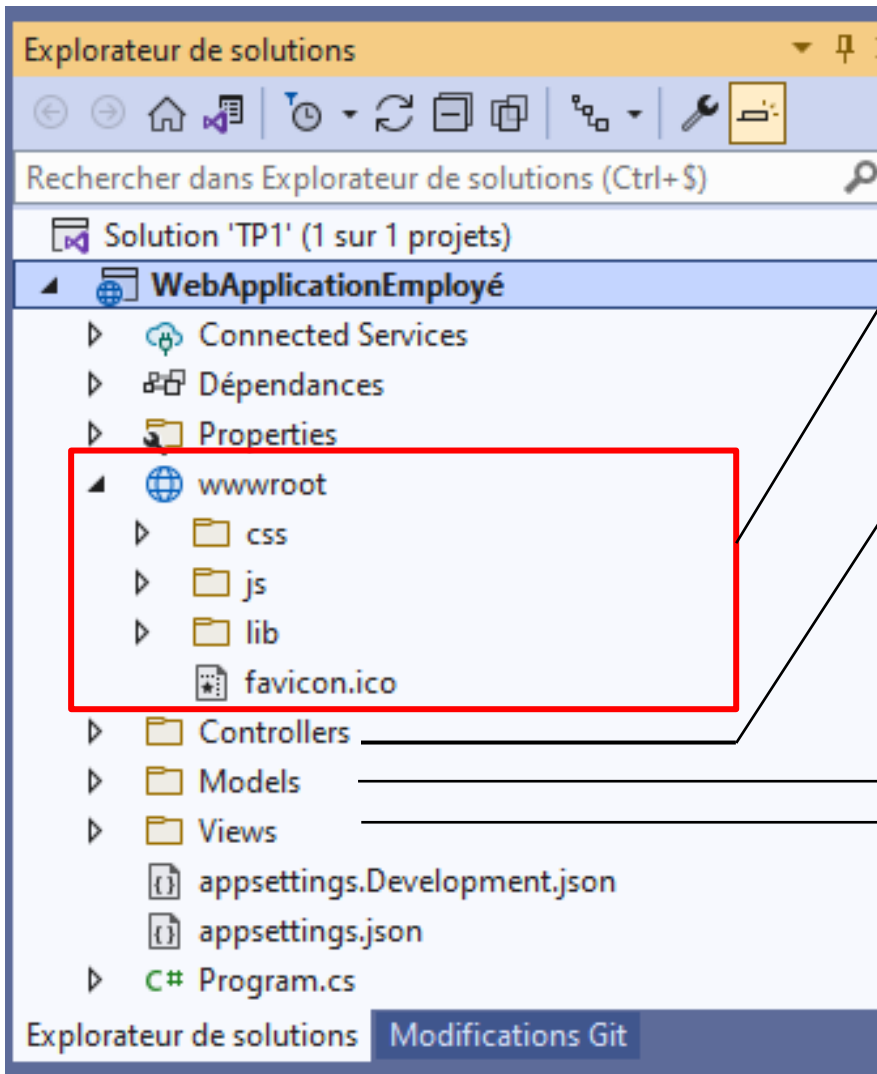 Explorateur de solutions
Rechercher dans Explorateur de solutions (Ctrl+$)
Solution 'TP1' (1 sur 1 projets)
WebApplicationEmployé
Connected Services
Dépendances
Properties
wwwroot
css
js
lib
favicon.ico
Controllers
Models
Views
appsettings.Development.json
appsettings.json
C# Program.cs
Explorateur de solutions Modifications Git